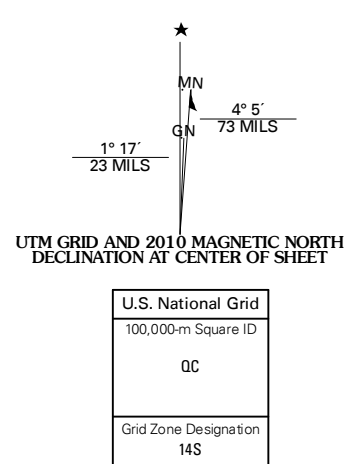 MN
GN
4° 5´
73 MILS
1° 17´
23 MILS
UTM GRID AND 2010 MAGNETIC NORTH
DECLINATION AT CENTER OF SHEET
U.S. National Grid
100,000-m Square ID
QC
Grid Zone Designation
14S